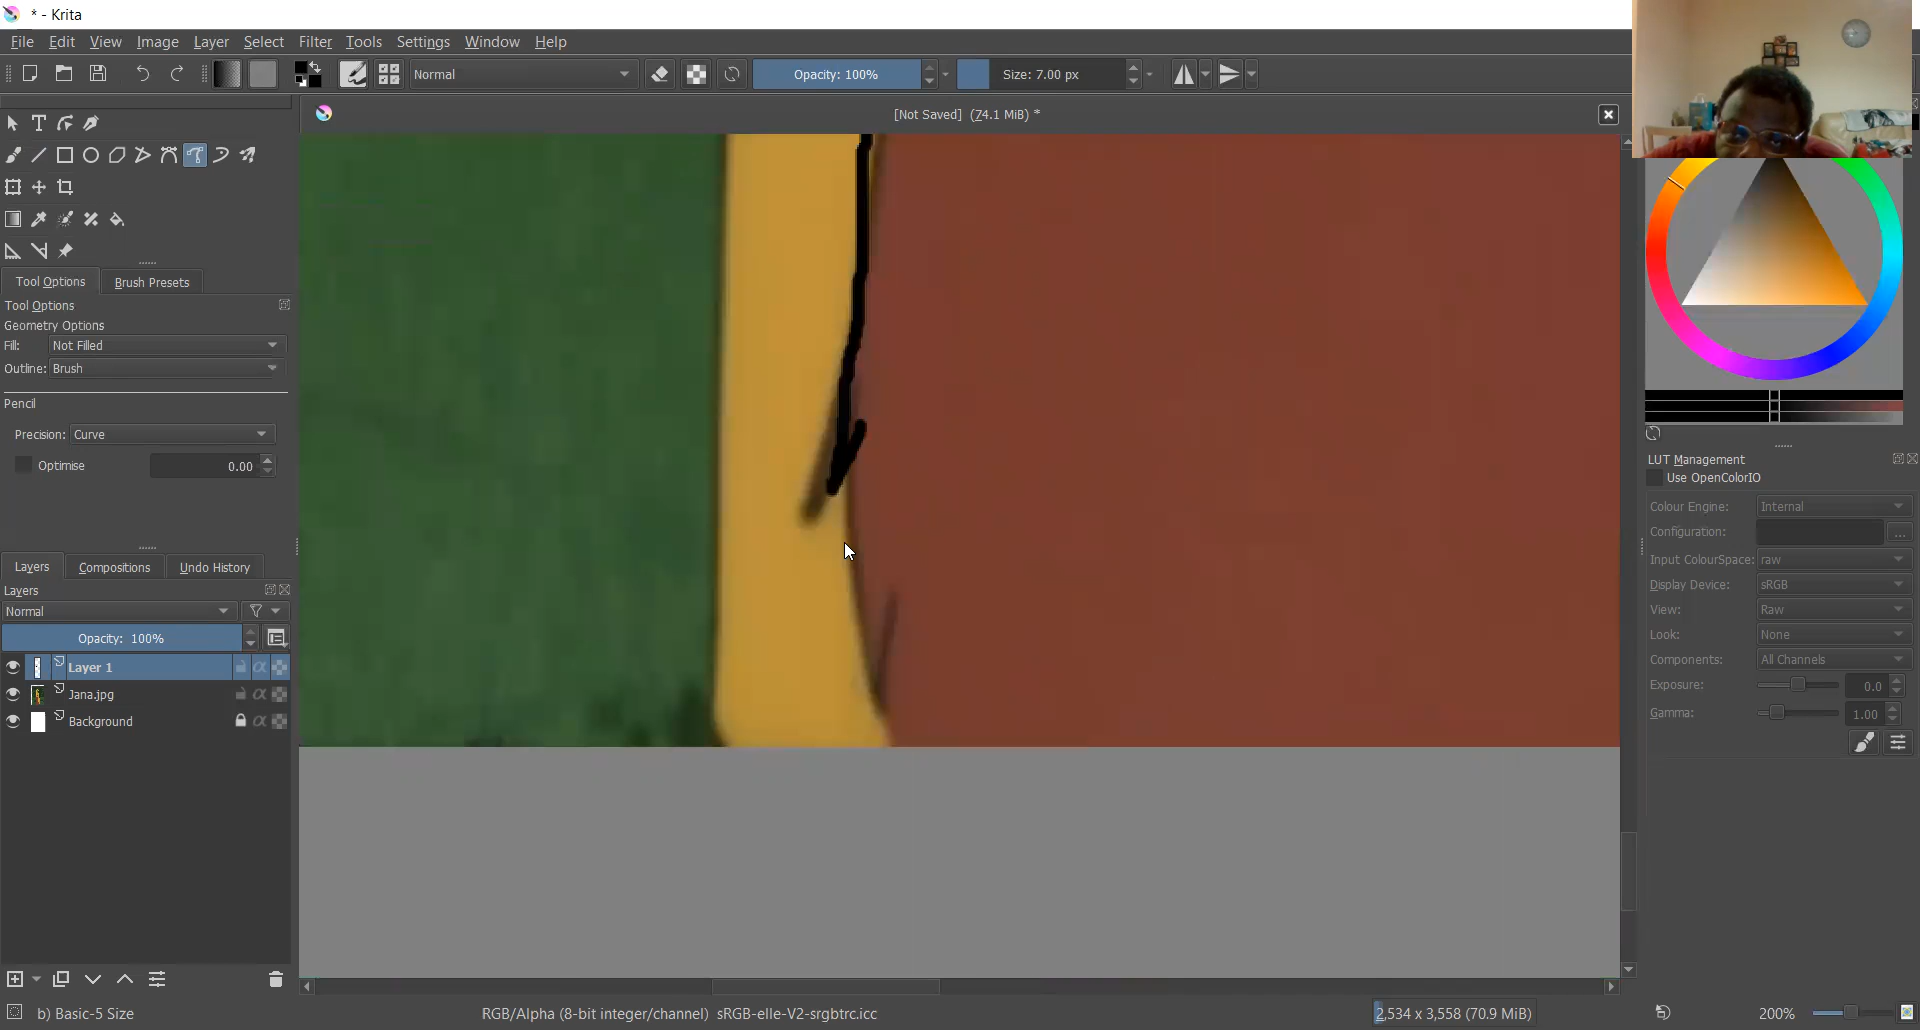 * - Krita
File Edit View Image Layer Select Filter Tools Settings Window Help
Normal Opacity: 100% Size: 7.00 px
[Not Saved] (74.1 MiB) *
Tool Options Brush Presets
Tool Options
Geometry Options
Fill: Not Filled
Outline: Brush
Pencil
Precision: Curve
Optimise 0.00
Layers Compositions Undo History
Layers
Normal
Opacity: 100%
Layer 1
Jana.jpg
Background
LUT Management
Use OpenColorIO
Colour Engine: Internal
Configuration: ...
Input ColourSpace: raw
Display Device: sRGB
View: Raw
Look: None
Components: All Channels
Exposure: 0.0
Gamma: 1.00
b) Basic-5 Size
RGB/Alpha (8-bit integer/channel) sRGB-elle-V2-srgbtrc.icc
2,534 x 3,558 (70.9 MiB)
200%